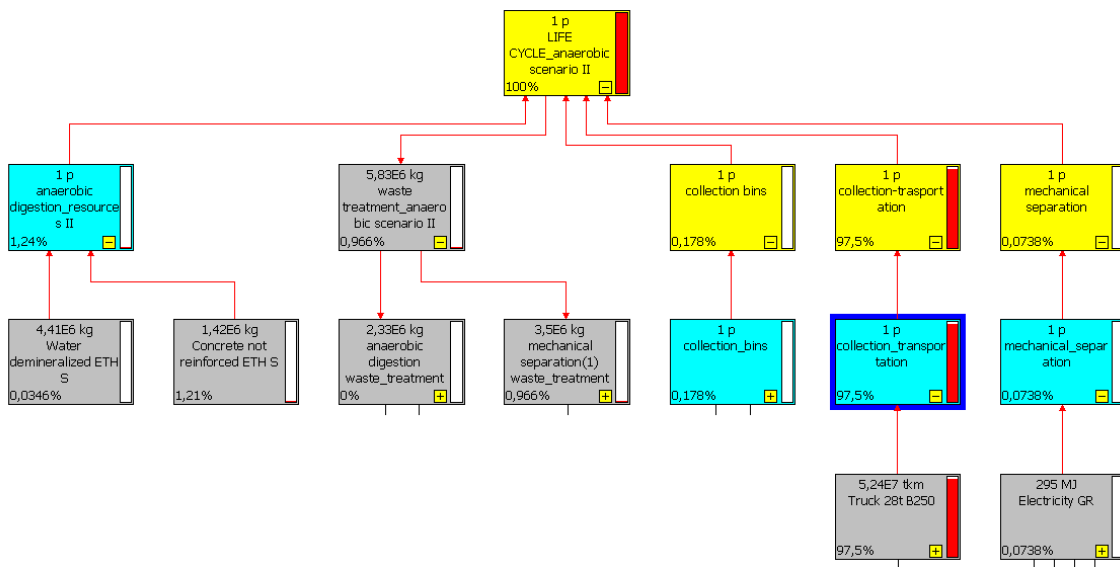 1 p
LIFE
CYCLE_anaerobic
scenario II
100%
1 p
anaerobic
digestion_resource
s II
1,24%
5,83E6 kg
waste
treatment_anaero
bic scenario II
0,966%
1 p
collection bins
0,178%
1 p
collection-trasport
ation
97,5%
1 p
mechanical
separation
0,0738%
4,41E6 kg
Water
demineralized ETH
S
0,0346%
1,42E6 kg
Concrete not
reinforced ETH S
1,21%
2,33E6 kg
anaerobic
digestion
waste_treatment
0%
3,5E6 kg
mechanical
separation(1)
waste_treatment
0,966%
1 p
collection_bins
0,178%
1 p
collection_transpor
tation
97,5%
1 p
mechanical_separ
ation
0,0738%
5,24E7 tkm
Truck 28t B250
97,5%
295 MJ
Electricity GR
0,0738%